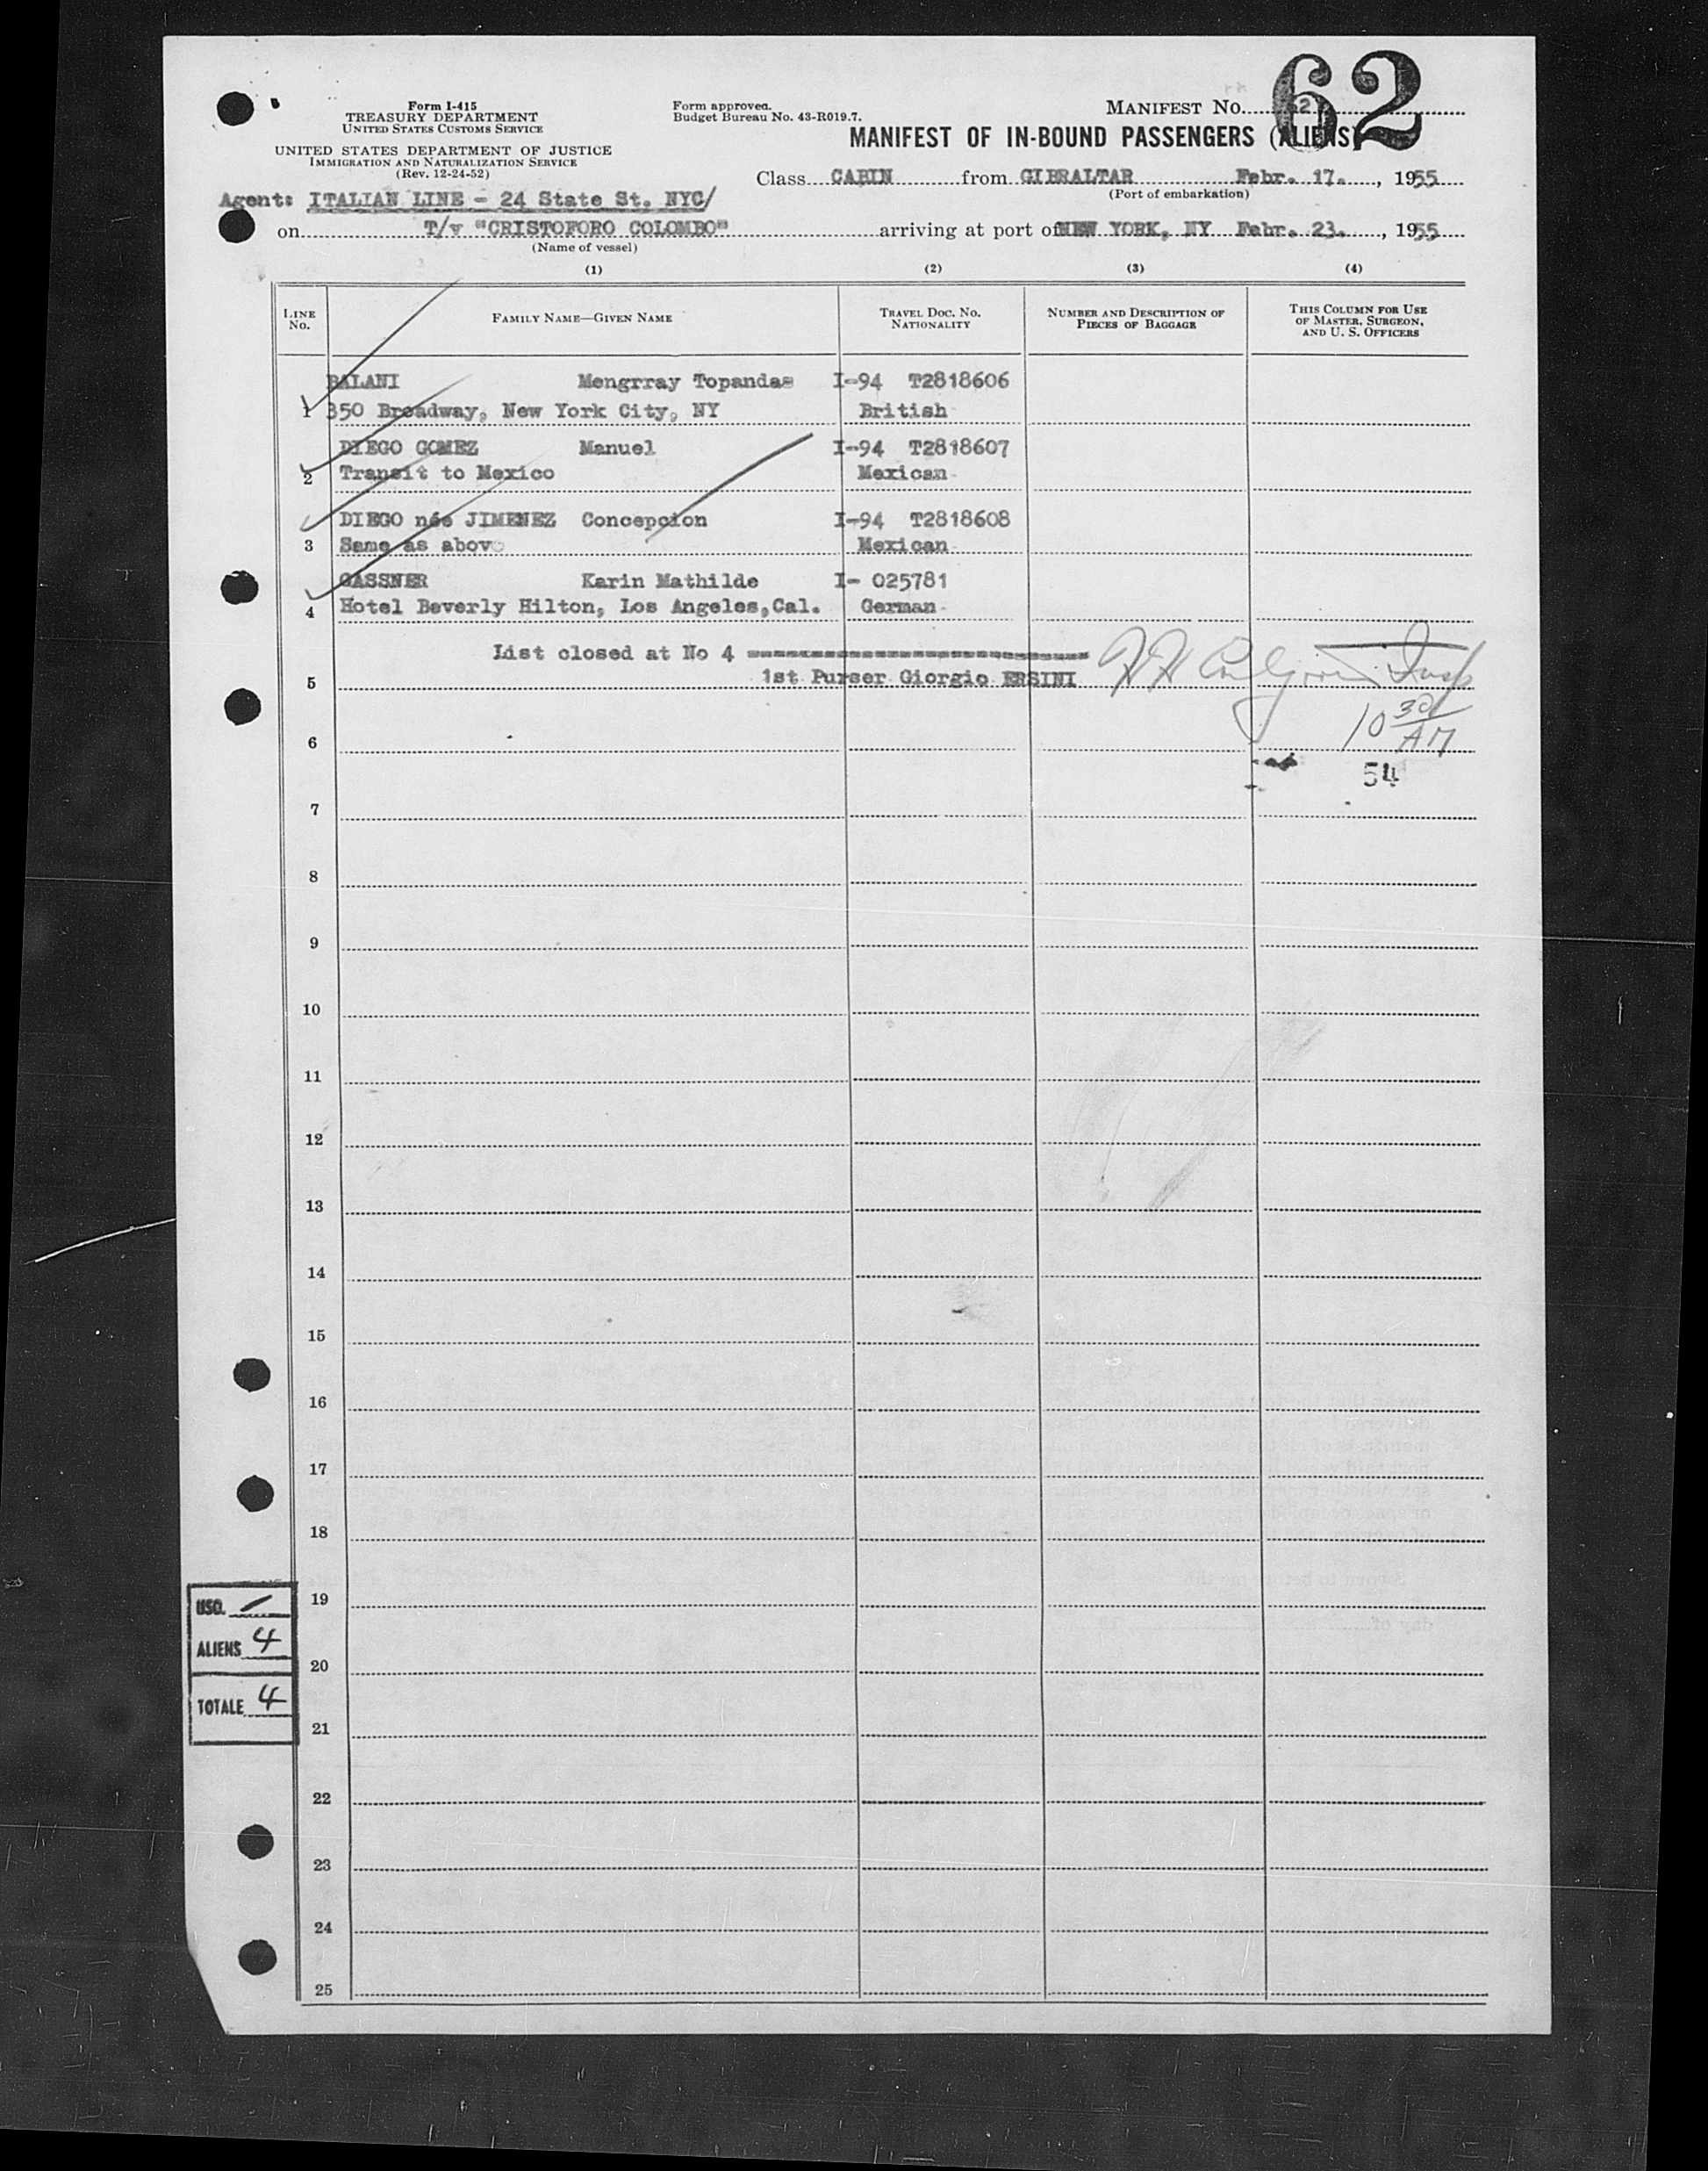 62
Form I-415
TREASURY DEPARTMENT
UNITED STATES CUSTOMS SERVICE
UNITED STATES DEPARTMENT OF JUSTICE
IMMIGRATION AND NATURALIZATION SERVICE
(Rev. 12-24-52)
Form approved.
Budget Bureau No. 43-R019.7.
MANIFEST No. 62
MANIFEST OF IN-BOUND PASSENGERS (ALIENS)
Class CABIN from GIBRALTAR Febr. 17., 1955
(Port of embarkation)
Agent: ITALIAN LINE - 24 State St. NYC/
on T/v "CRISTOFORO COLOMBO" arriving at port of NEW YORK, NY Febr. 23., 1955
(Name of vessel)
(1) (2) (3) (4)
LINE No. FAMILY NAME—GIVEN NAME TRAVEL DOC. NO. NATIONALITY NUMBER AND DESCRIPTION OF PIECES OF BAGGAGE THIS COLUMN FOR USE OF MASTER, SURGEON, AND U. S. OFFICERS
BALANI Mengrray Topandas I-94 T2818606
1 350 Broadway, New York City, NY British
DIEGO GOMEZ Manuel I-94 T2818607
2 Transit to Mexico Mexican
DIEGO née JIMENEZ Concepcion I-94 T2818608
3 Same as above Mexican
GASSNER Karin Mathilde I- 025781
4 Hotel Beverly Hilton, Los Angeles, Cal. German
List closed at No 4
5 1st Purser Giorgio ERSINI
10 30 AM
6
54
7
8
9
10
11
12
13
14
15
16
17
18
19
20
21
22
23
24
25
USC.
ALIENS 4
TOTALE 4